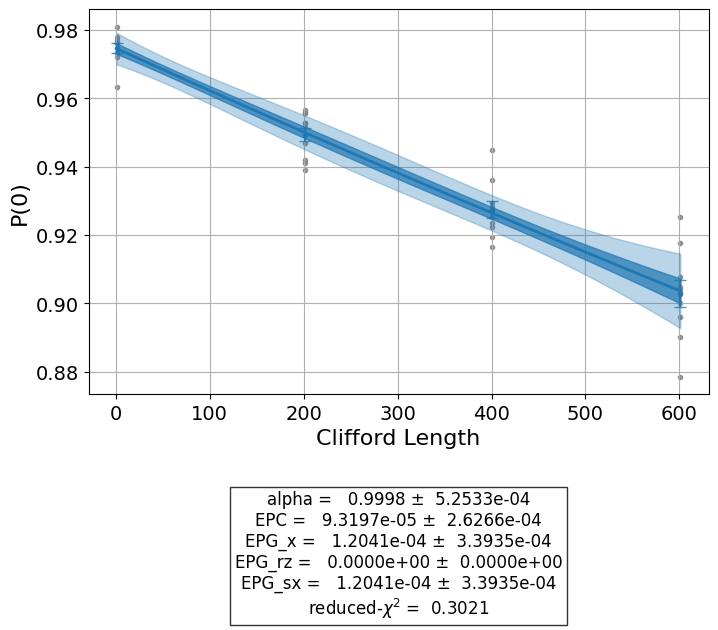 0.98
0.96
0.94
0.92
0.90
0.88
P(0)
0 100 200 300 400 500 600
Clifford Length
alpha = 0.9998 ± 5.2533e-04
EPC = 9.3197e-05 ± 2.6266e-04
EPG_x = 1.2041e-04 ± 3.3935e-04
EPG_rz = 0.0000e+00 ± 0.0000e+00
EPG_sx = 1.2041e-04 ± 3.3935e-04
reduced-χ² = 0.3021